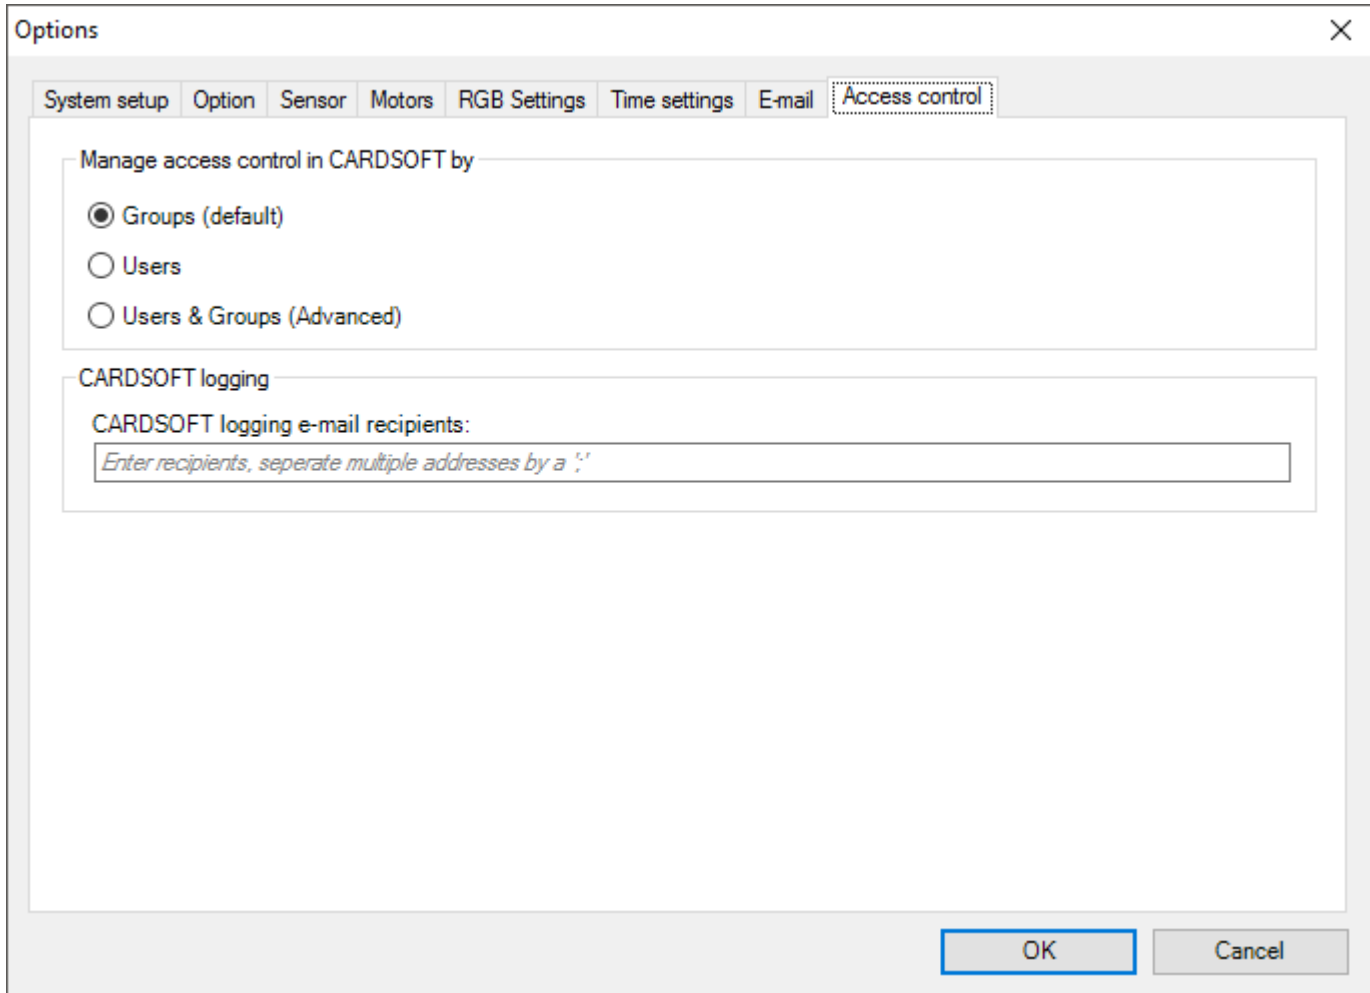 Options
System setup Option Sensor Motors RGB Settings Time settings E-mail Access control
Manage access control in CARDSOFT by
Groups (default)
Users
Users & Groups (Advanced)
CARDSOFT logging
CARDSOFT logging e-mail recipients:
Enter recipients, seperate multiple addresses by a ';'
OK Cancel